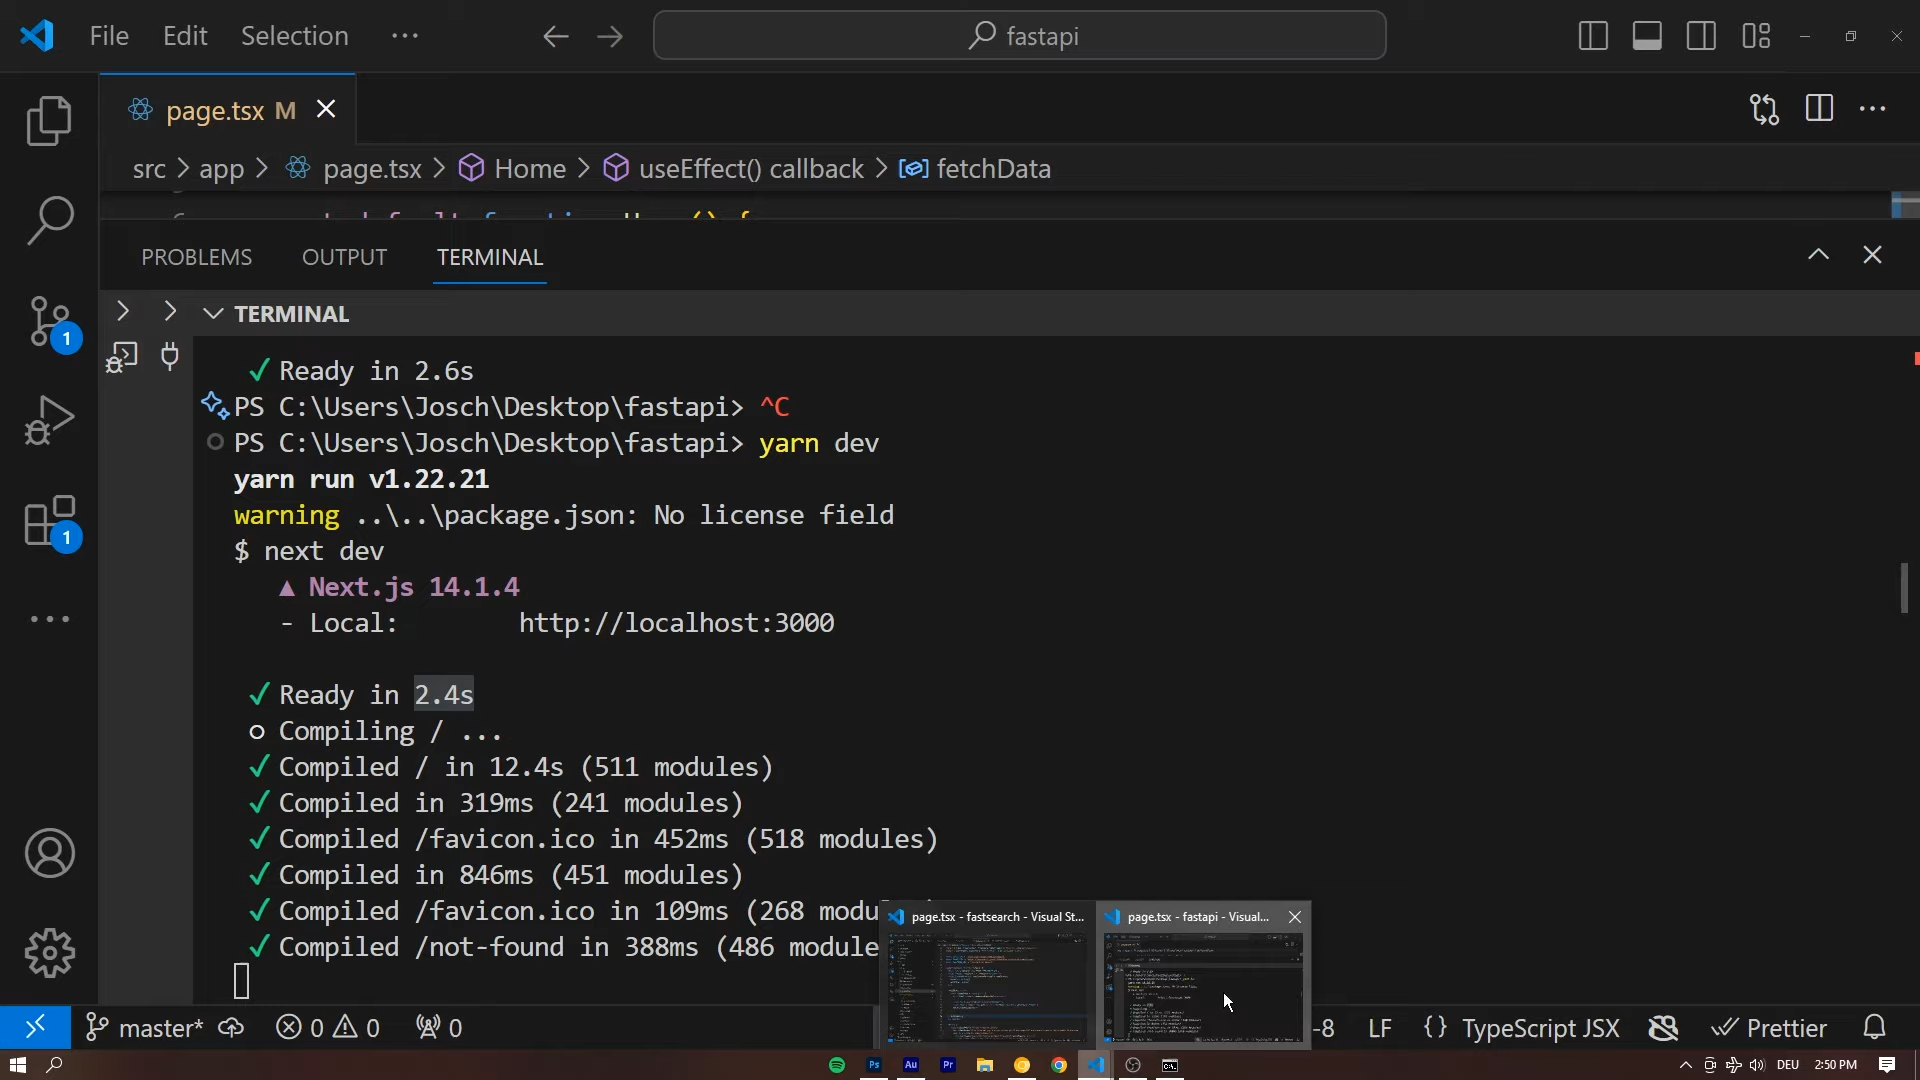 File Edit Selection ··· fastapi
page.tsx M
src > app > page.tsx > Home > useEffect() callback > fetchData
PROBLEMS OUTPUT TERMINAL
TERMINAL
✓ Ready in 2.6s
PS C:\Users\Josch\Desktop\fastapi> ^C
PS C:\Users\Josch\Desktop\fastapi> yarn dev
yarn run v1.22.21
warning ..\..\package.json: No license field
$ next dev
▲ Next.js 14.1.4
- Local: http://localhost:3000
✓ Ready in 2.4s
○ Compiling / ...
✓ Compiled / in 12.4s (511 modules)
✓ Compiled in 319ms (241 modules)
✓ Compiled /favicon.ico in 452ms (518 modules)
✓ Compiled in 846ms (451 modules)
✓ Compiled /favicon.ico in 109ms (268 modu
✓ Compiled /not-found in 388ms (486 module
page.tsx - fastsearch - Visual St... page.tsx - fastapi - Visual...
1
1
master* 0 0 0 -8 LF {} TypeScript JSX Prettier
Ps Au Pr DEU 2:50 PM